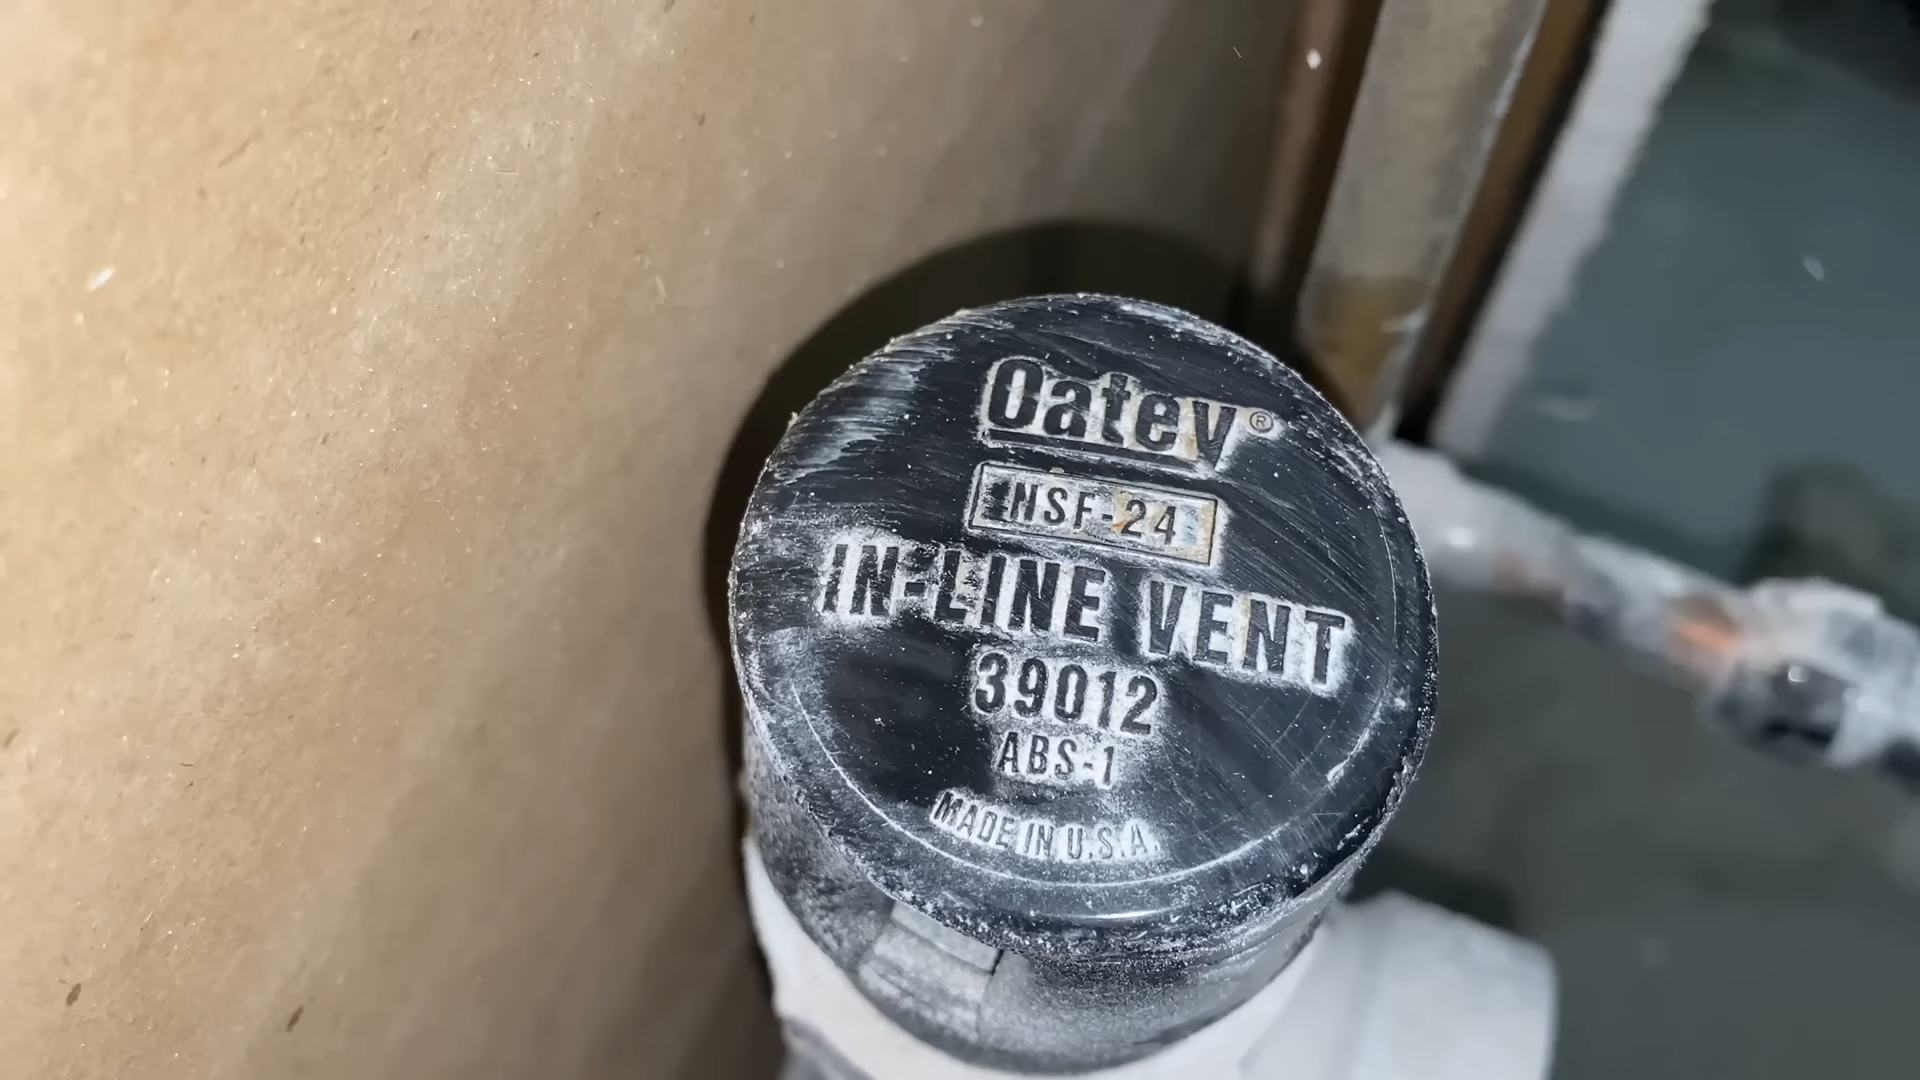 Oatey®
NSF-24
IN-LINE VENT
39012
ABS-1
MADE IN U.S.A.